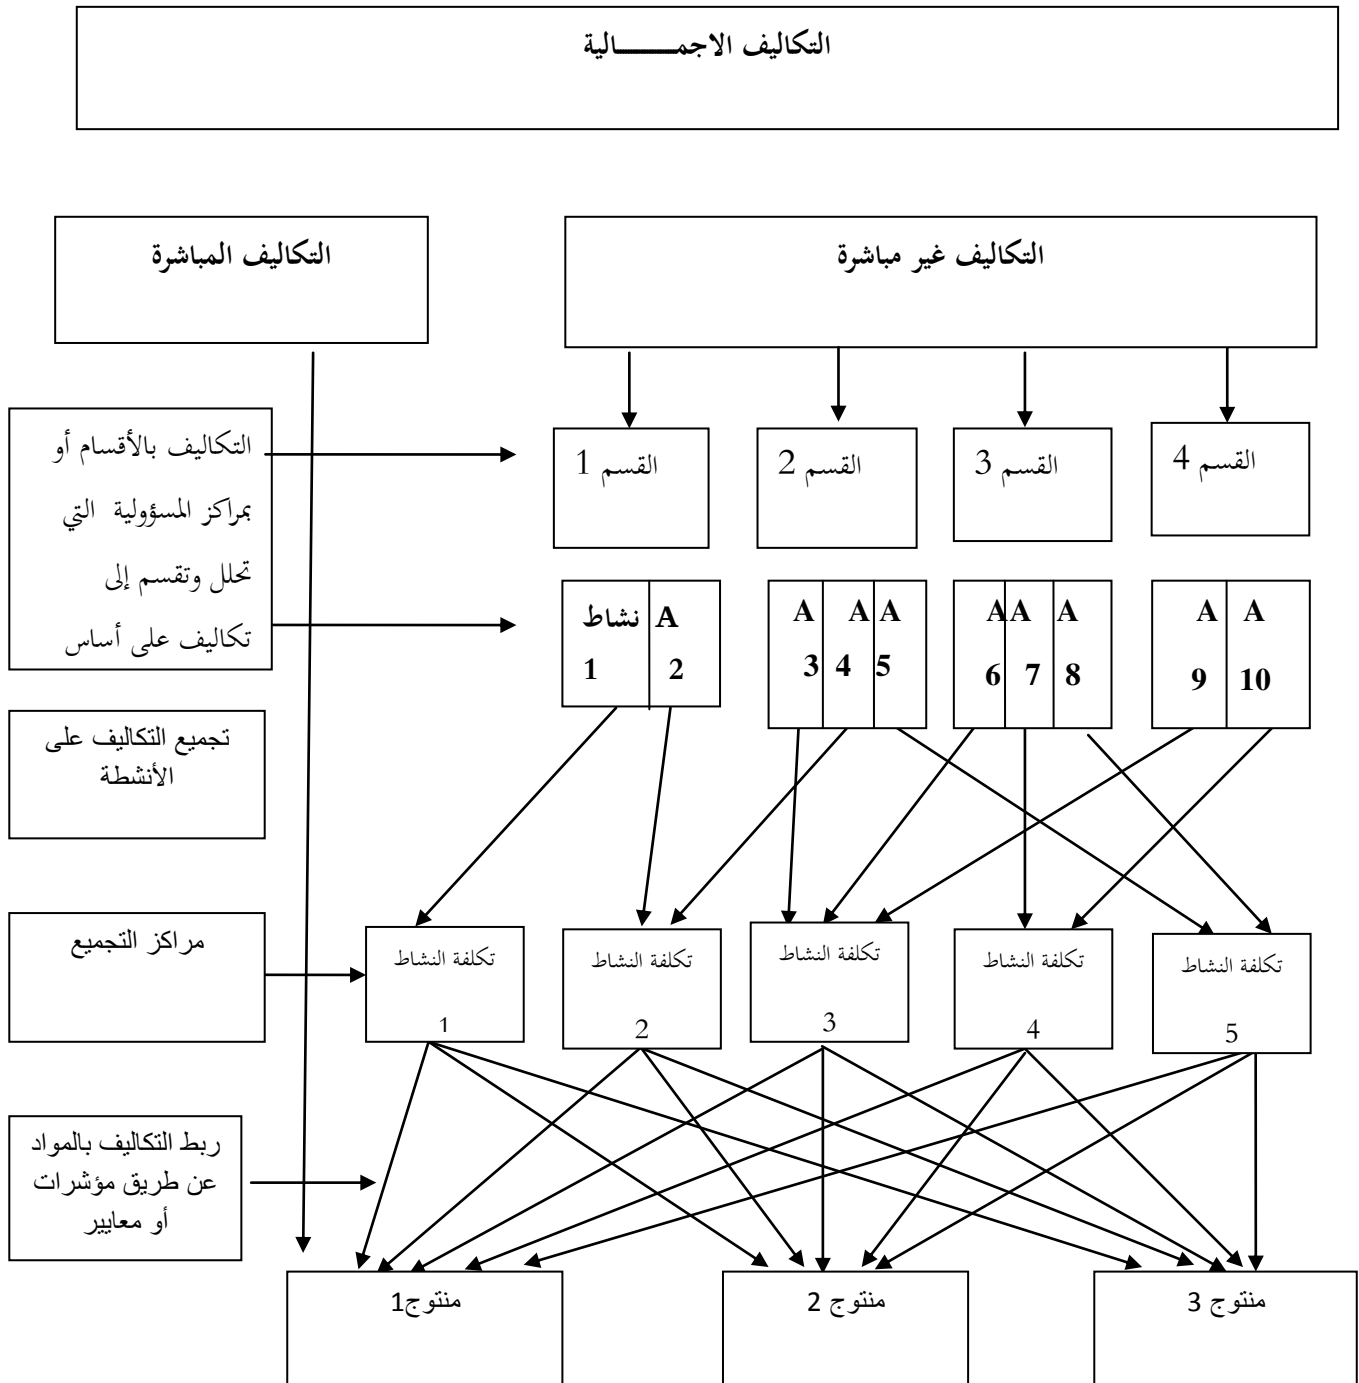 التكاليف الاجمـــــــــالية
التكاليف غير مباشرة
التكاليف المباشرة
التكاليف بالأقسام أو
بمراكز المسؤولية التي
تحلل وتقسم إلى
تكاليف على أساس
القسم 1
القسم 2
القسم 3
القسم 4
نشاط A
1 2
A A A
3 4 5
A A A
6 7 8
A A
9 10
تجميع التكاليف على
الأنشطة
مراكز التجميع
تكلفة النشاط
1
تكلفة النشاط
2
تكلفة النشاط
3
تكلفة النشاط
4
تكلفة النشاط
5
ربط التكاليف بالمواد
عن طريق مؤشرات
أو معايير
منتوج1
منتوج 2
منتوج 3